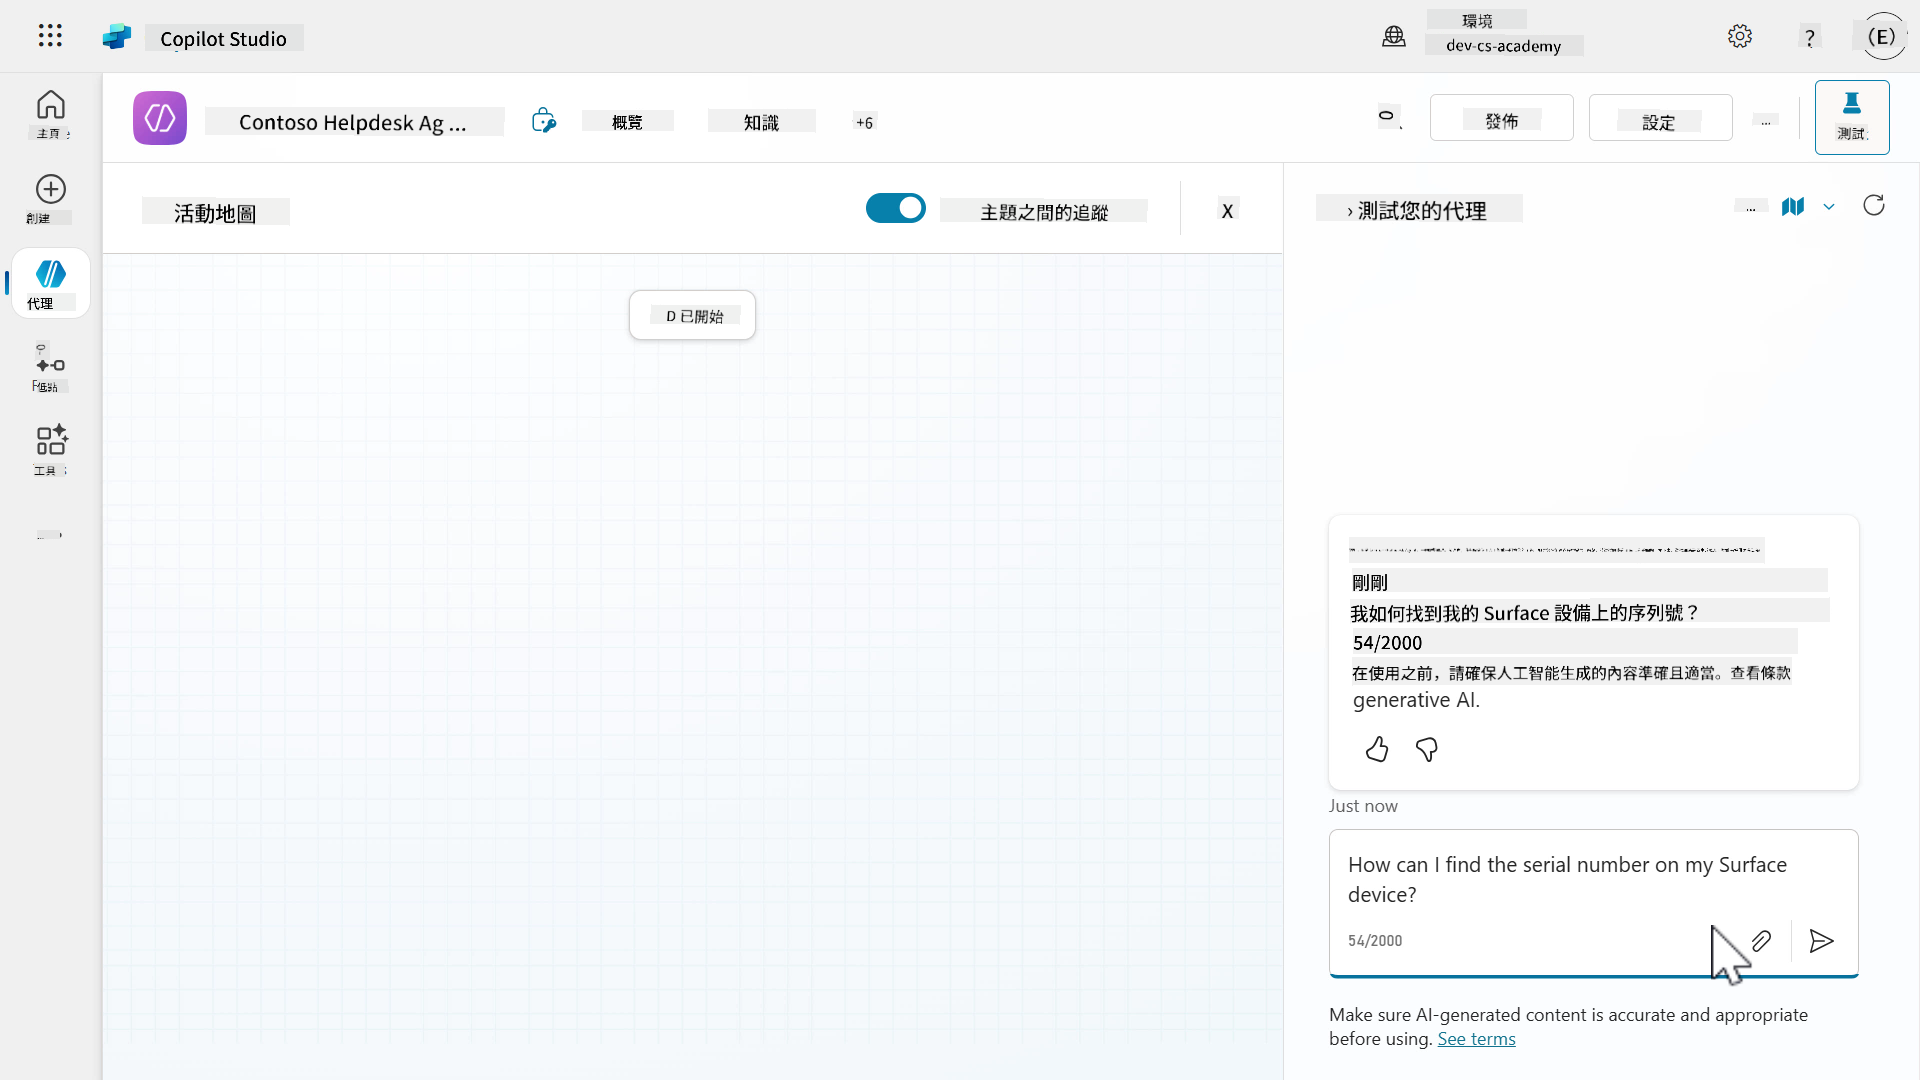 Copilot Studio
環境
dev-cs-academy
?
(E)
主頁
創建
代理
工具
Contoso Helpdesk Ag ...
概覽
知識
+6
發佈
設定
...
測試
活動地圖
主題之間的追蹤
X
D 已開始
› 測試您的代理
...
剛剛
我如何找到我的 Surface 設備上的序列號？
54/2000
在使用之前，請確保人工智能生成的內容準確且適當。查看條款
generative AI.
Just now
How can I find the serial number on my Surface
device?
54/2000
Make sure AI-generated content is accurate and appropriate
before using. See terms